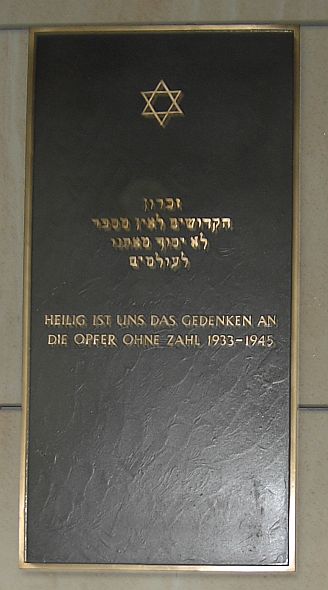 זכרון
הקדושים לאין מספר
לא ימוד מאתנו
לעולמים
HEILIG IST UNS DAS GEDENKEN AN
DIE OPFER OHNE ZAHL 1933-1945